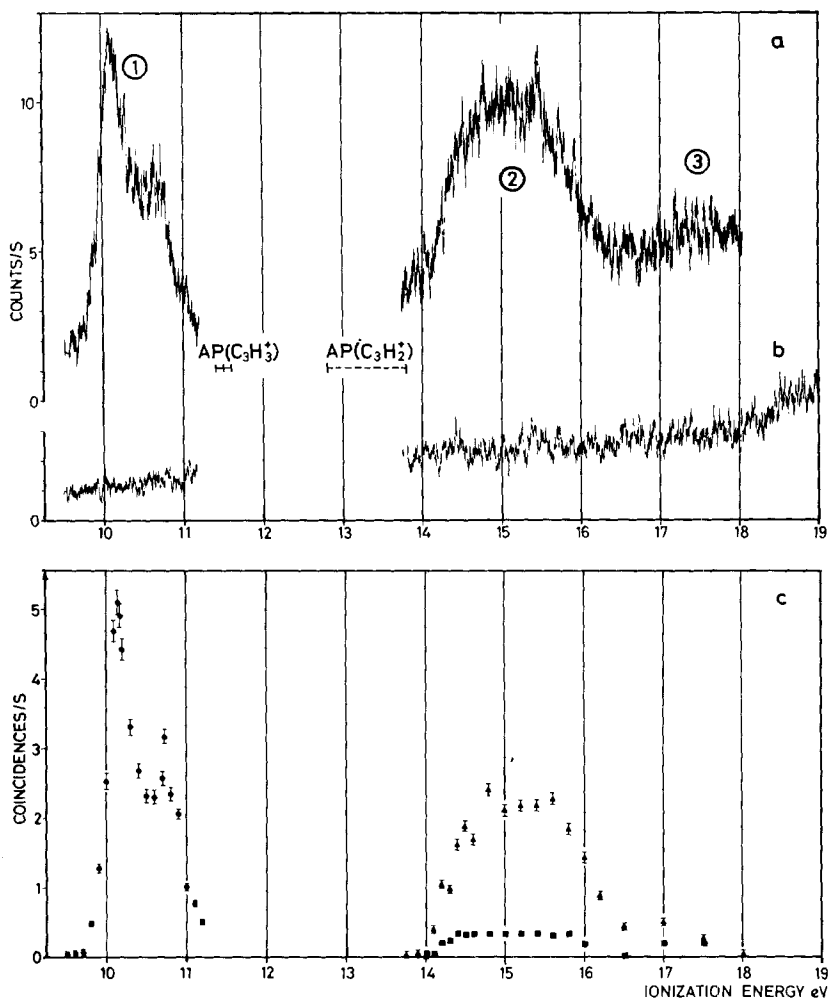 a
①
10
②
③
5
COUNTS/S
AP(C₃H₃⁺)
AP(C₃H₂⁺)
b
0
0
10 11 12 13 14 15 16 17 18 19
c
5
4
3
2
1
0
COINCIDENCES/S
10 11 12 13 14 15 16 17 18 19
IONIZATION ENERGY eV